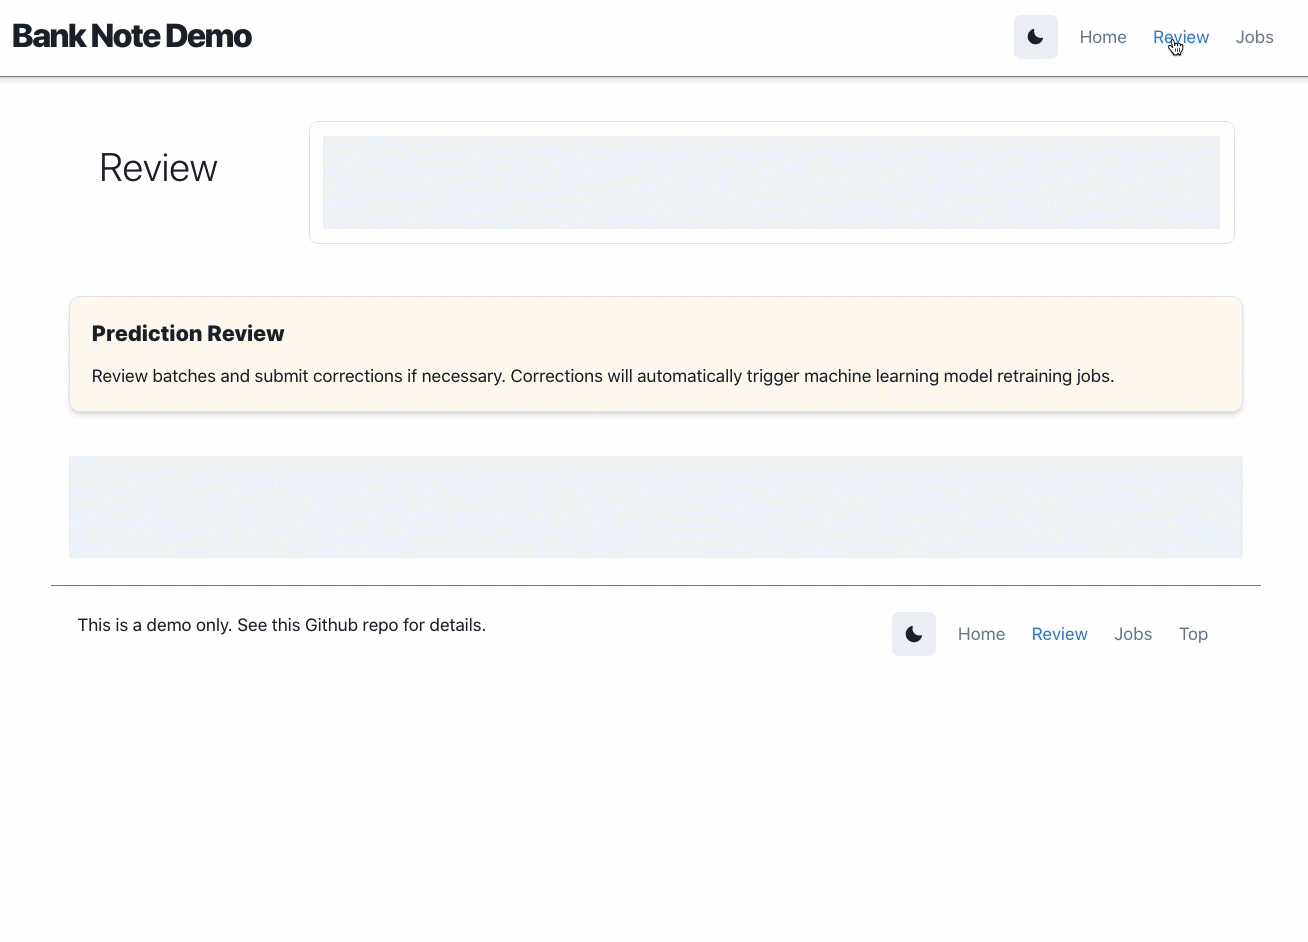 Bank Note Demo
Home Review Jobs
Review
Prediction Review
Review batches and submit corrections if necessary. Corrections will automatically trigger machine learning model retraining jobs.
This is a demo only. See this Github repo for details.
Home Review Jobs Top